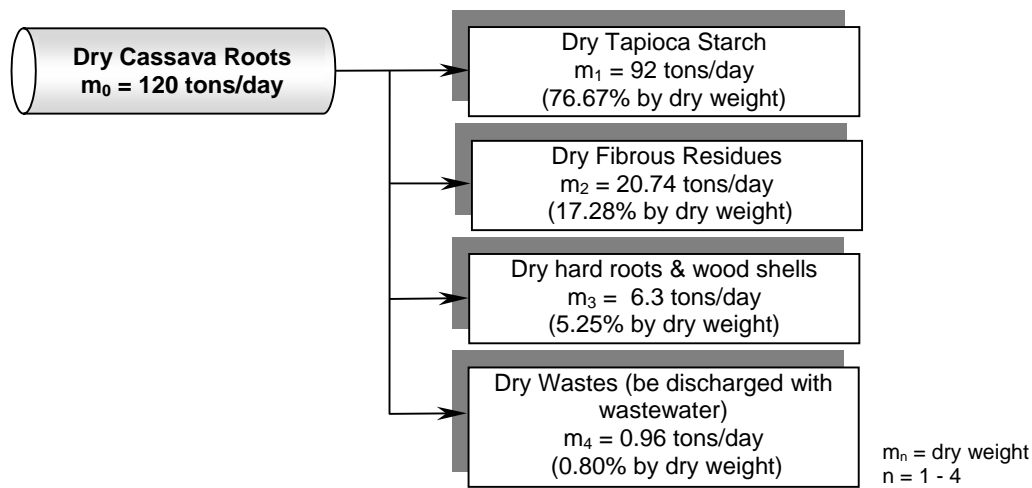 Dry Cassava Roots
m₀ = 120 tons/day
Dry Tapioca Starch
m₁ = 92 tons/day
(76.67% by dry weight)
Dry Fibrous Residues
m₂ = 20.74 tons/day
(17.28% by dry weight)
Dry hard roots & wood shells
m₃ = 6.3 tons/day
(5.25% by dry weight)
Dry Wastes (be discharged with
wastewater)
m₄ = 0.96 tons/day
(0.80% by dry weight)
mₙ = dry weight
n = 1 - 4